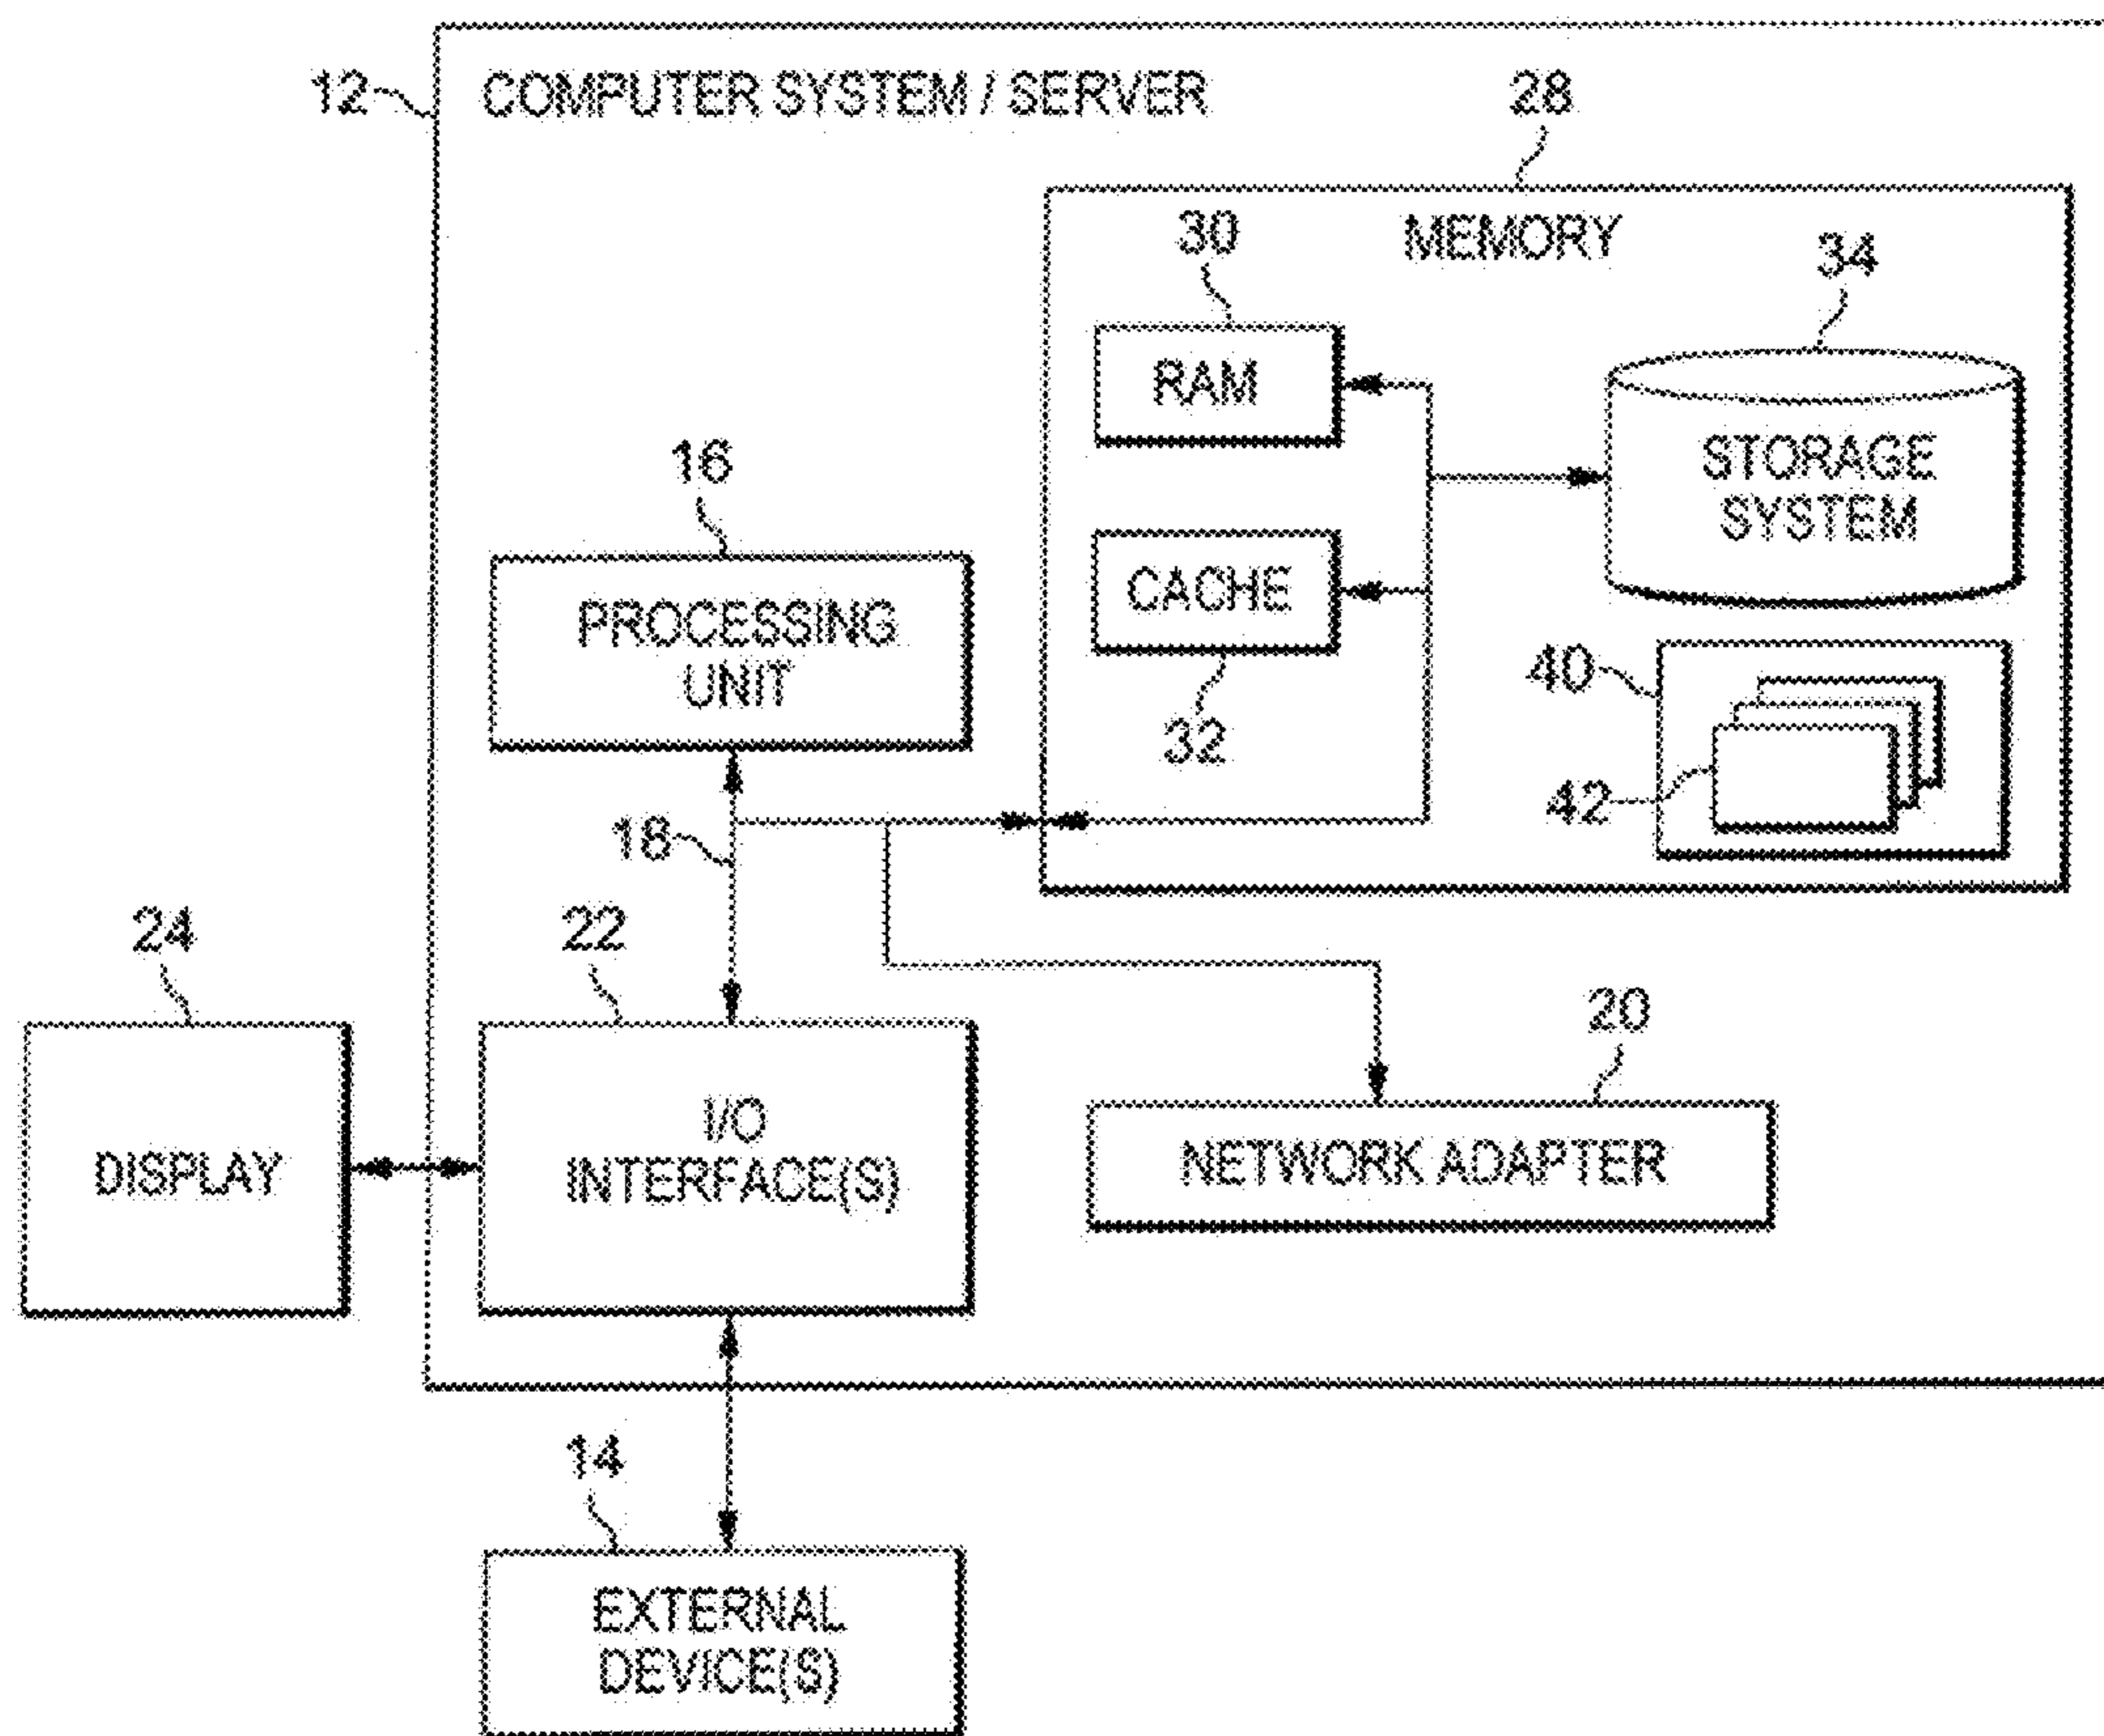 12
COMPUTER SYSTEM / SERVER
28
MEMORY
30
34
RAM
STORAGE
SYSTEM
16
PROCESSING
UNIT
CACHE
32
40
42
18
24
22
20
DISPLAY
I/O
INTERFACE(S)
NETWORK ADAPTER
14
EXTERNAL
DEVICE(S)